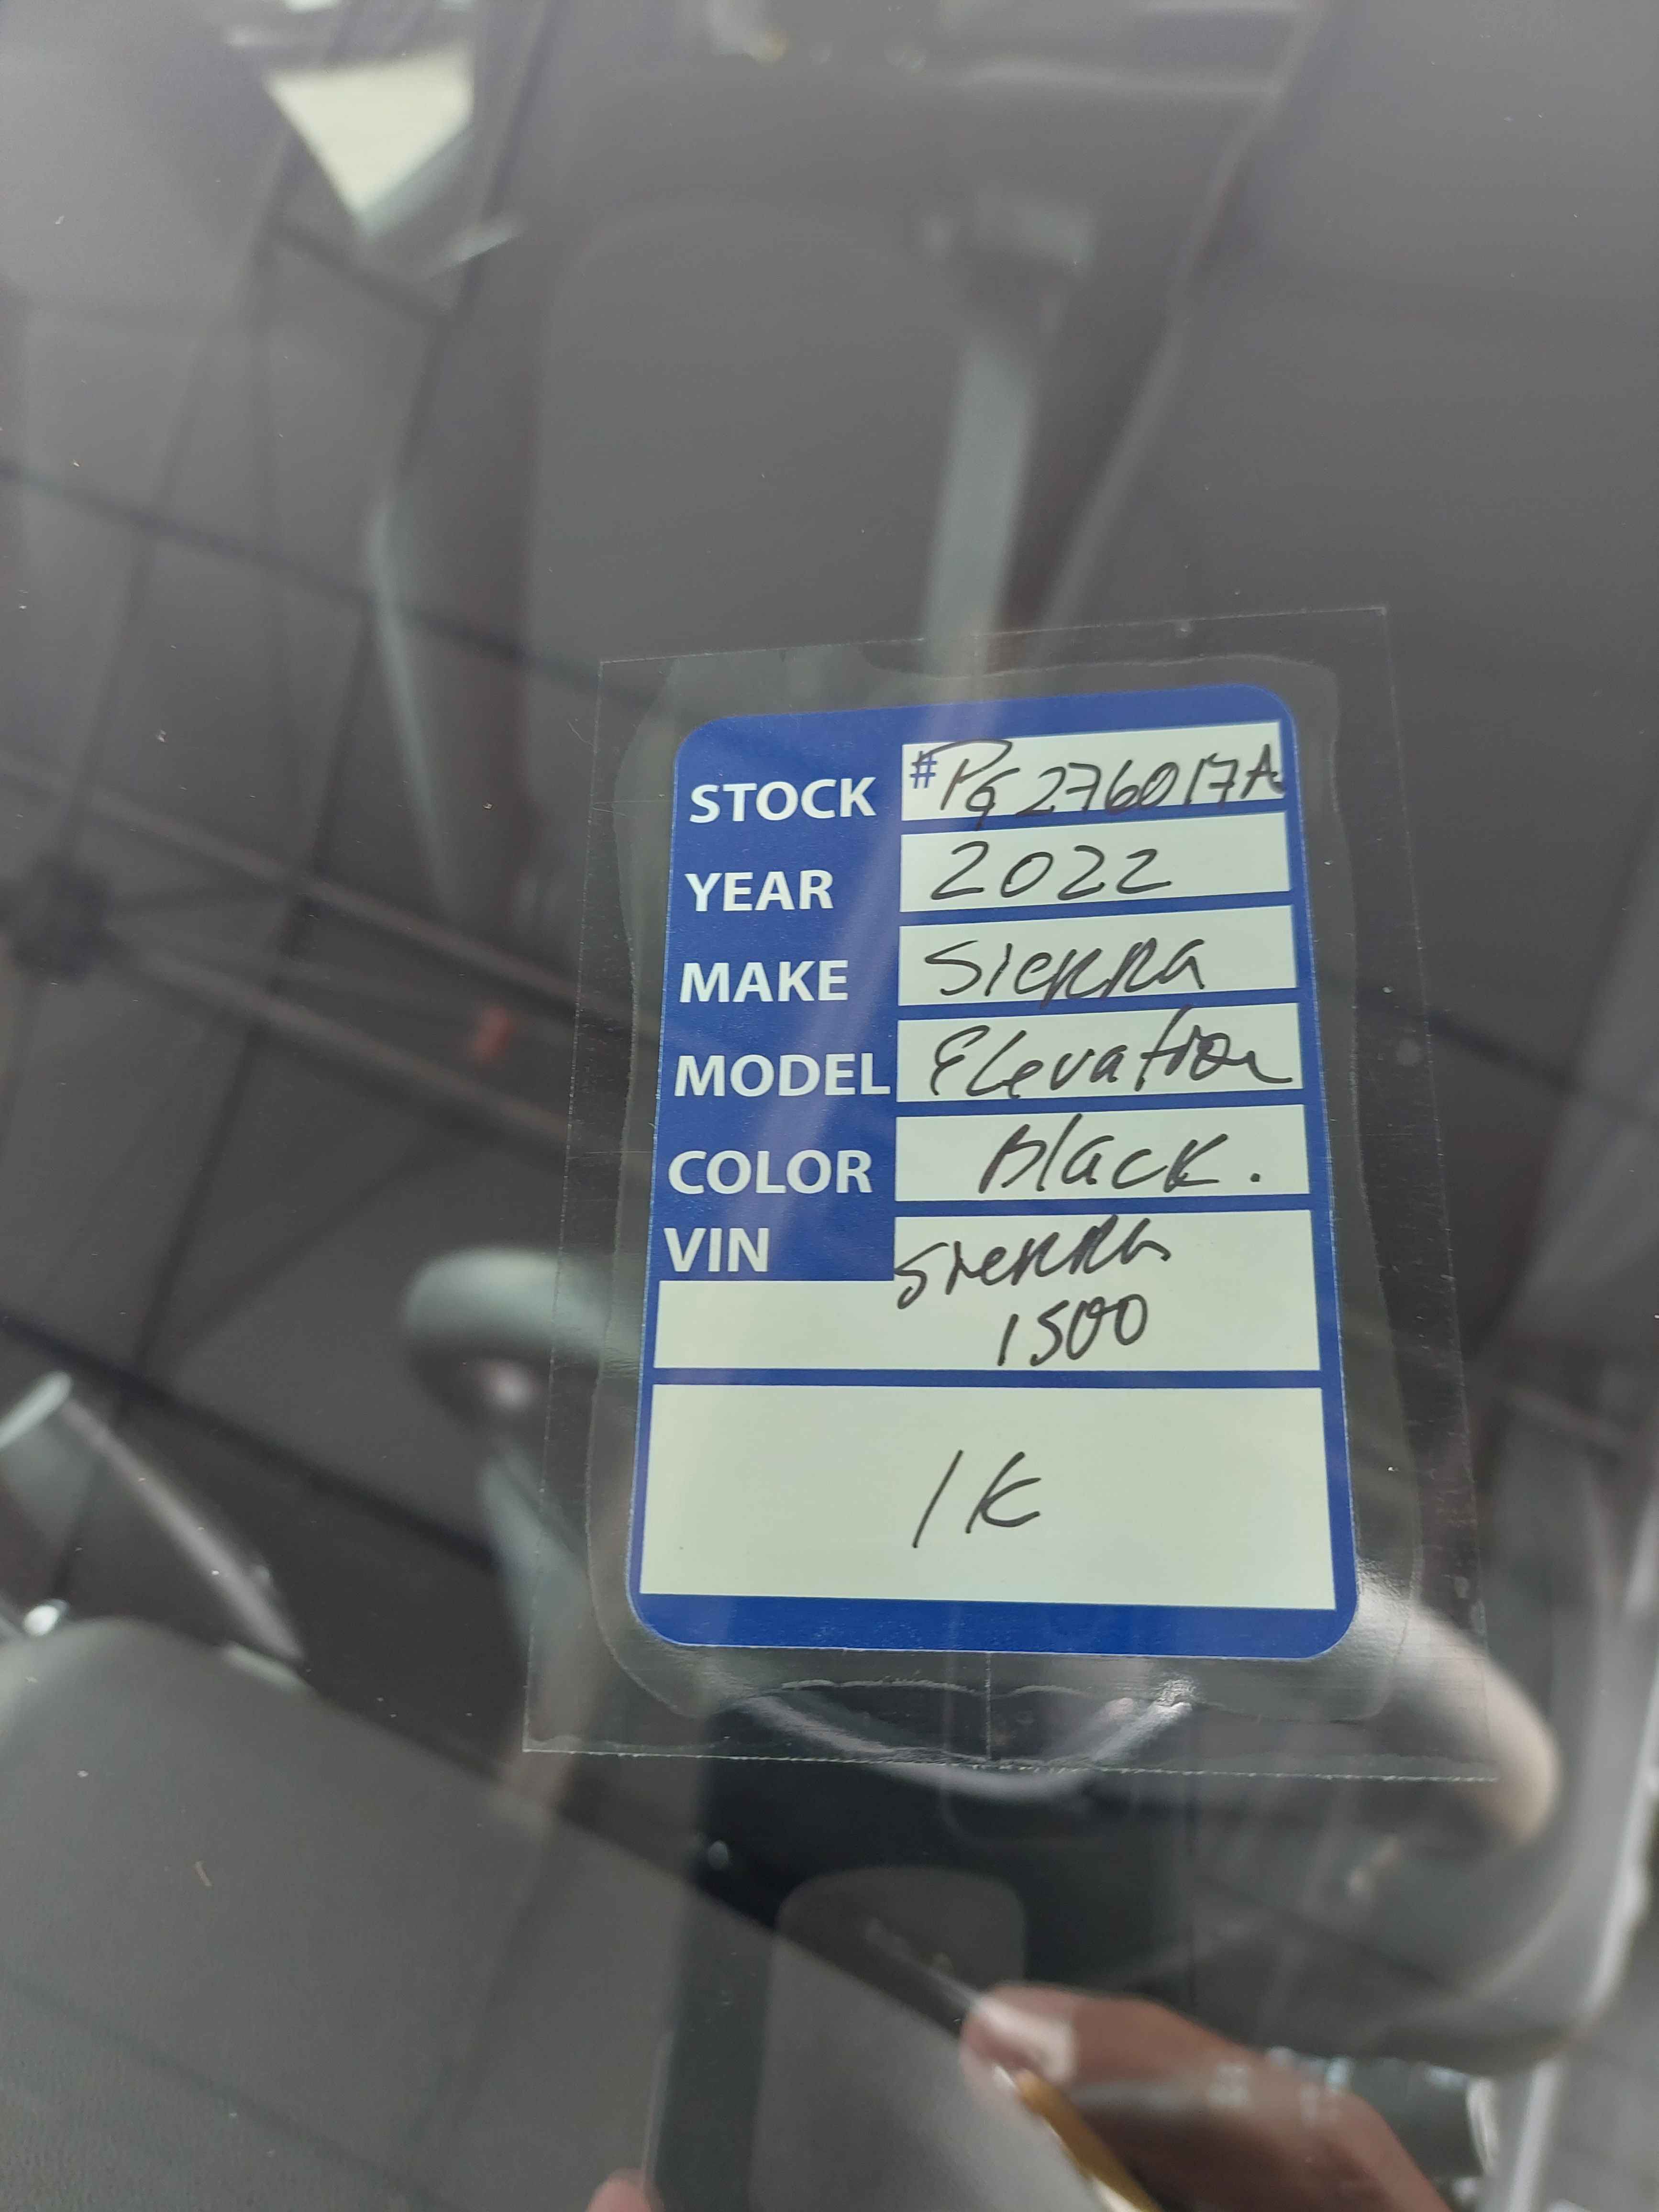 STOCK #PG276017A
YEAR 2022
MAKE Sierra
MODEL Elevation
COLOR Black.
VIN Sierra
1500
1K